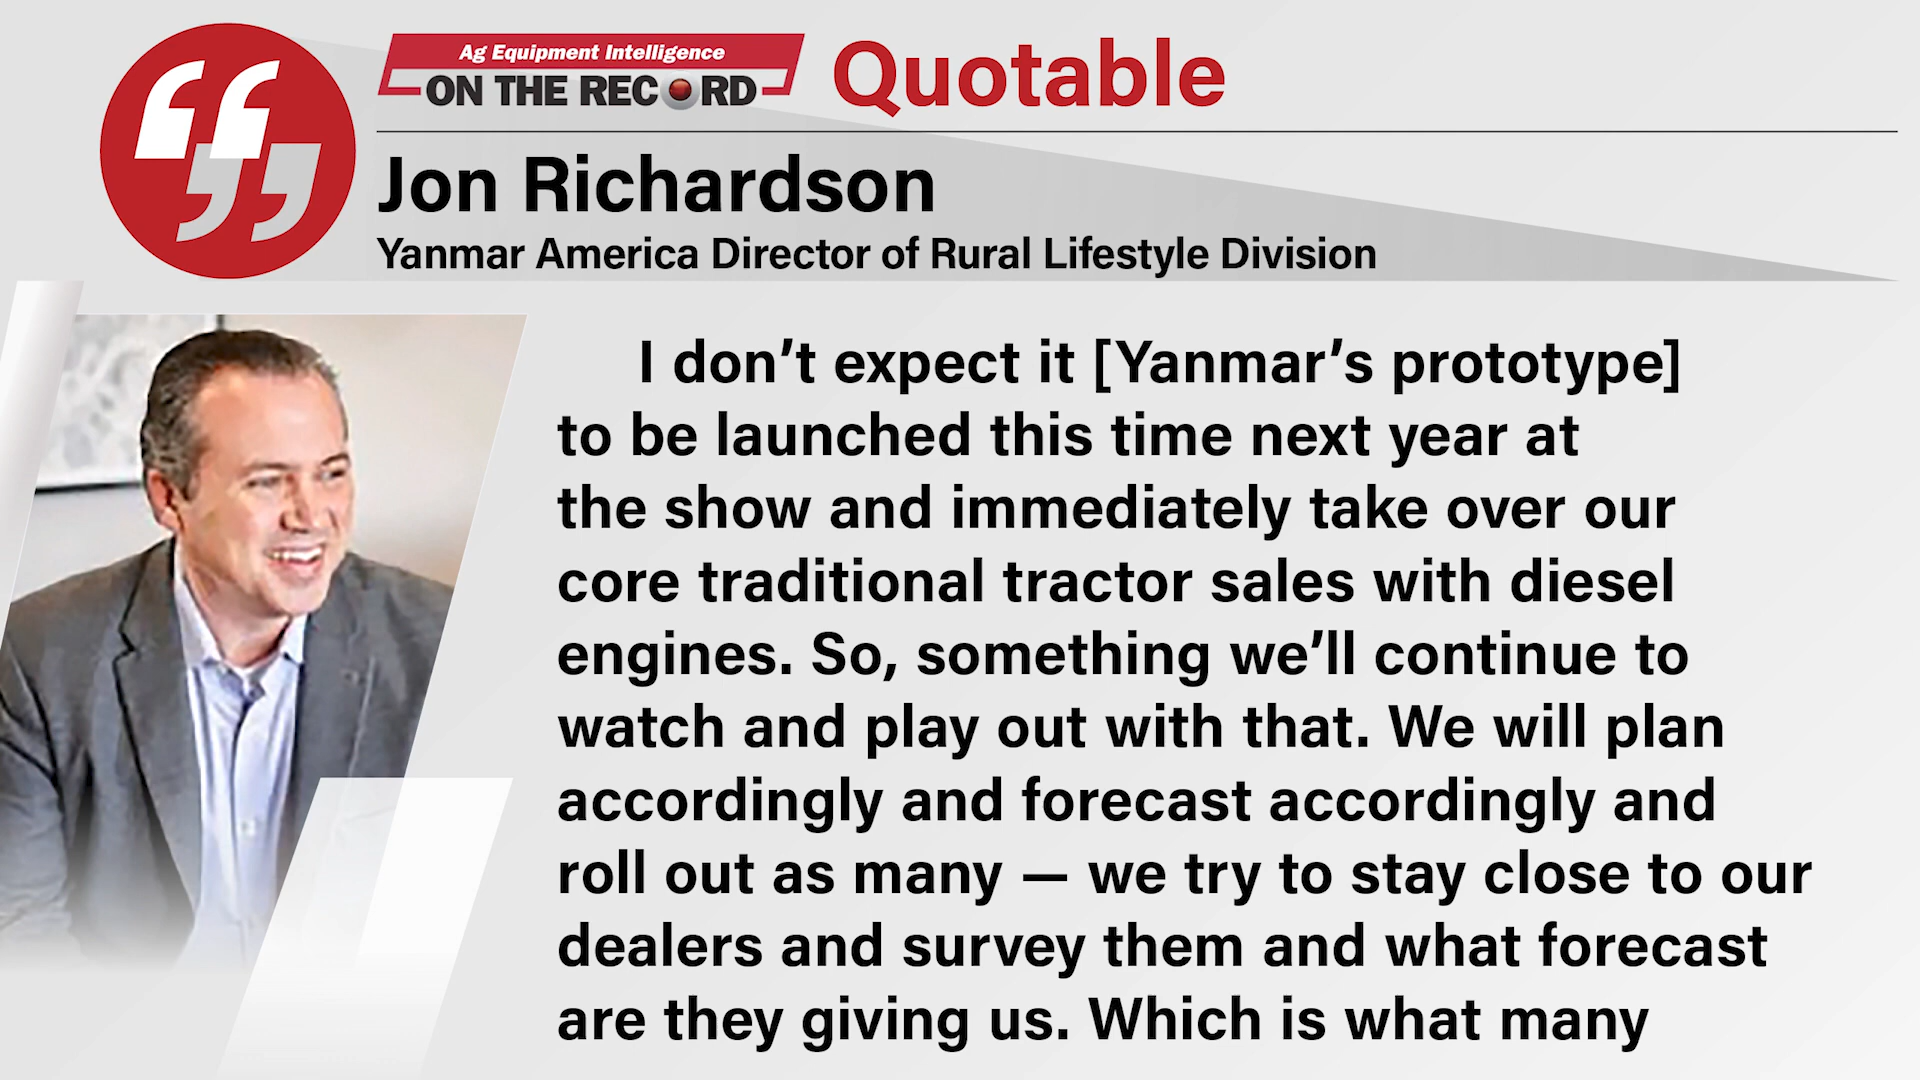 Ag Equipment Intelligence
ON THE RECORD
Quotable
Jon Richardson
Yanmar America Director of Rural Lifestyle Division
I don’t expect it [Yanmar’s prototype]
to be launched this time next year at
the show and immediately take over our
core traditional tractor sales with diesel
engines. So, something we’ll continue to
watch and play out with that. We will plan
accordingly and forecast accordingly and
roll out as many — we try to stay close to our
dealers and survey them and what forecast
are they giving us. Which is what many